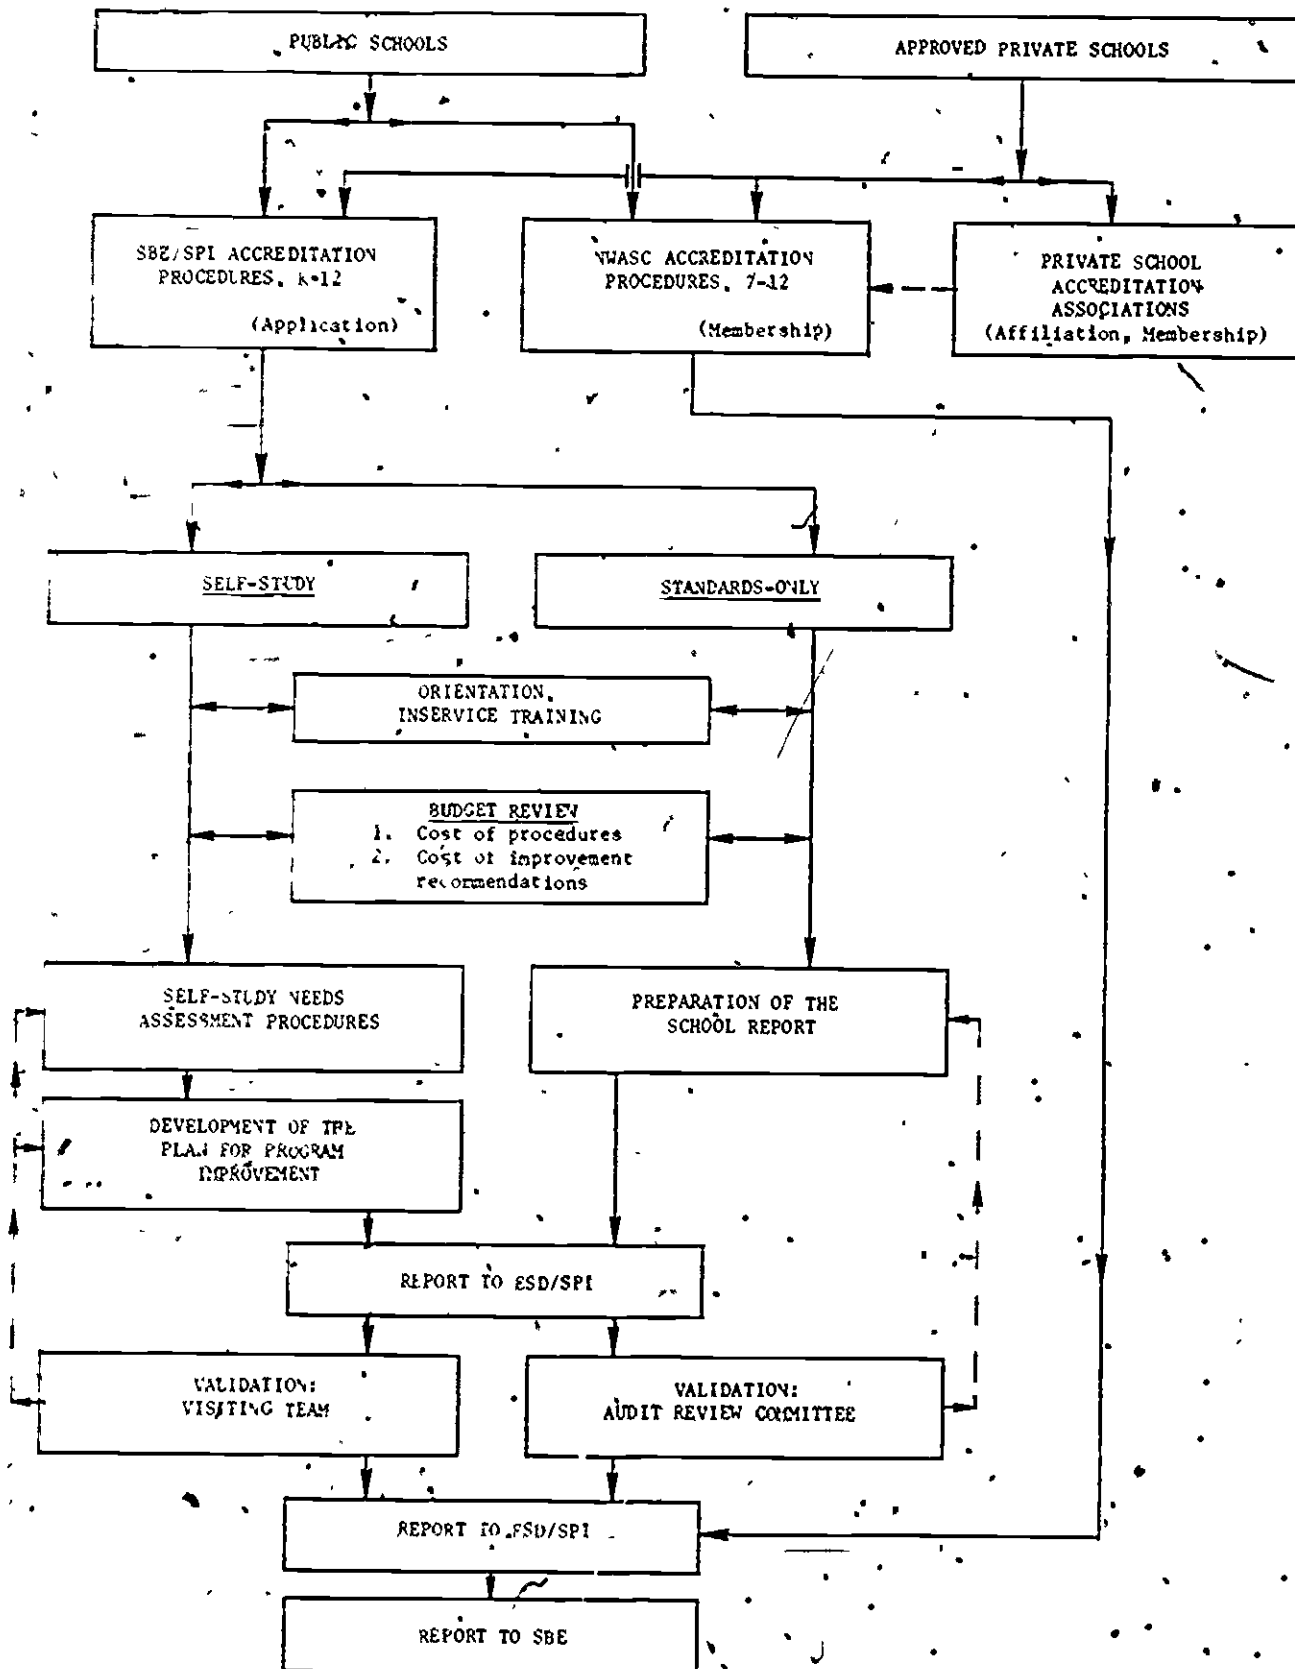 PUBLIC SCHOOLS
APPROVED PRIVATE SCHOOLS
SBE/SPI ACCREDITATION
PROCEDURES, K-12
(Application)
NWASC ACCREDITATION
PROCEDURES, 7-12
(Membership)
PRIVATE SCHOOL
ACCREDITATION
ASSOCIATIONS
(Affiliation, Membership)
SELF-STUDY
STANDARDS-ONLY
ORIENTATION,
INSERVICE TRAINING
BUDGET REVIEW
1. Cost of procedures
2. Cost of improvement
recommendations
SELF-STUDY NEEDS
ASSESSMENT PROCEDURES
PREPARATION OF THE
SCHOOL REPORT
DEVELOPMENT OF THE
PLAN FOR PROGRAM
IMPROVEMENT
REPORT TO ESD/SPI
VALIDATION:
VISITING TEAM
VALIDATION:
AUDIT REVIEW COMMITTEE
REPORT TO ESD/SPI
REPORT TO SBE